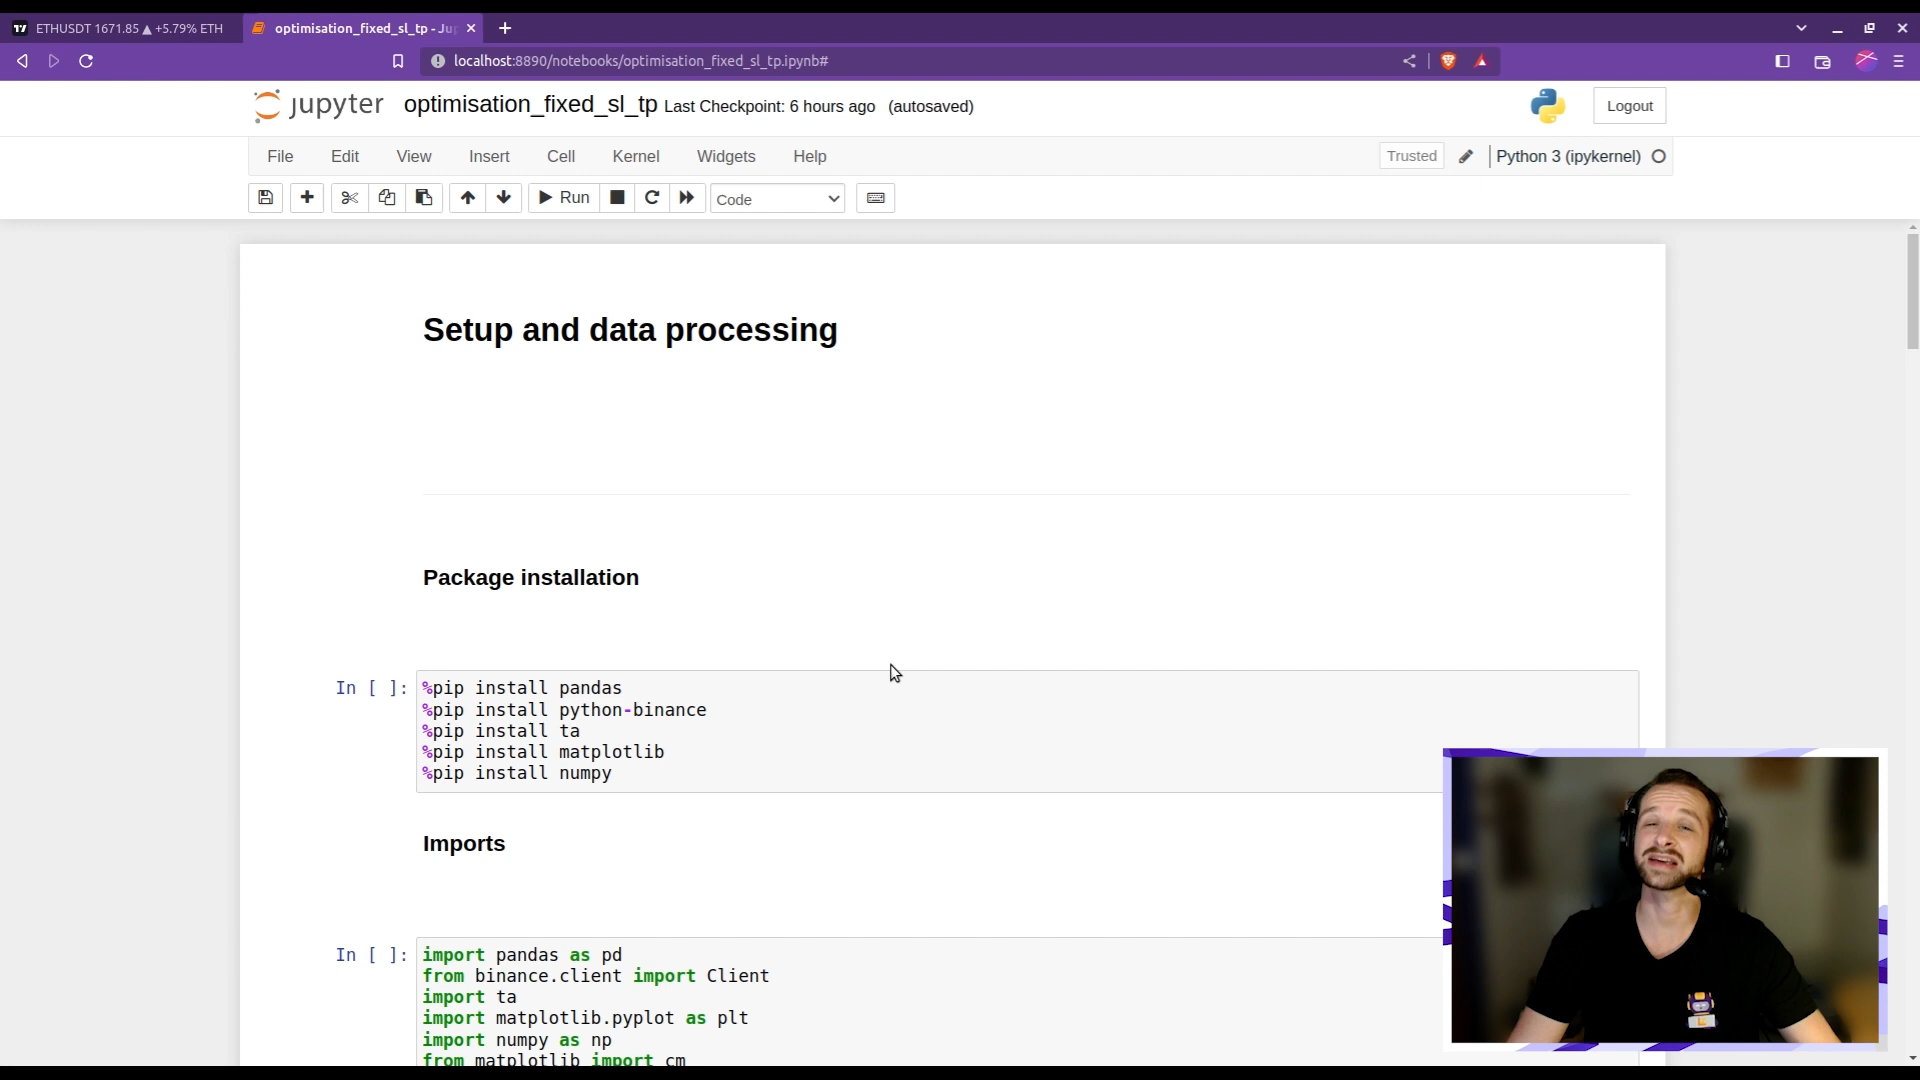 ETHUSDT 1671.85 ▲ +5.79% ETH
optimisation_fixed_sl_tp - Ju
localhost:8890/notebooks/optimisation_fixed_sl_tp.ipynb#
jupyter optimisation_fixed_sl_tp Last Checkpoint: 6 hours ago (autosaved)
Logout
File Edit View Insert Cell Kernel Widgets Help
Trusted Python 3 (ipykernel)
Run Code
Setup and data processing
Package installation
In [ ]: %pip install pandas
%pip install python-binance
%pip install ta
%pip install matplotlib
%pip install numpy
Imports
In [ ]: import pandas as pd
from binance.client import Client
import ta
import matplotlib.pyplot as plt
import numpy as np
from matplotlib import cm